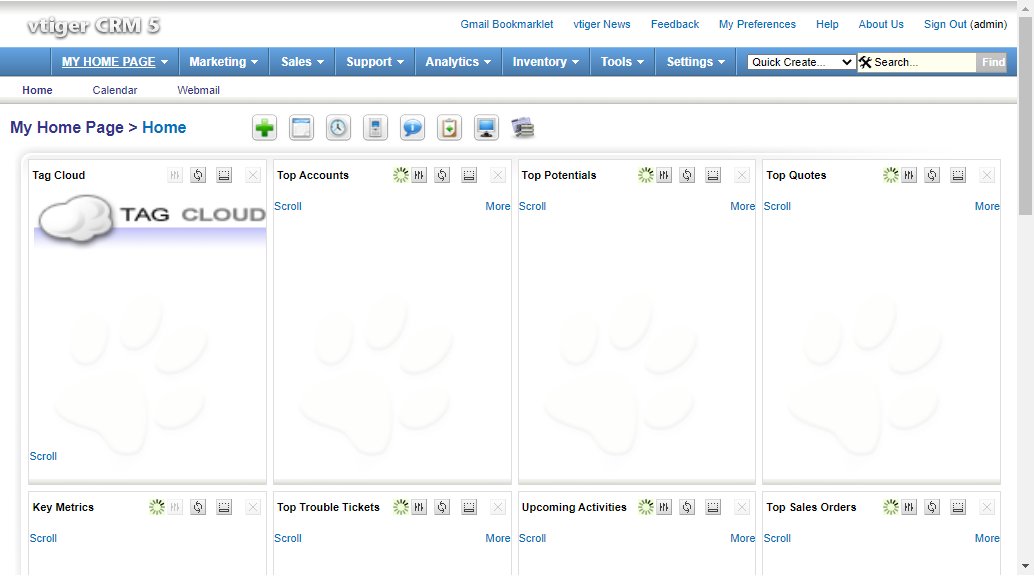 vtiger CRM 5
Gmail Bookmarklet vtiger News Feedback My Preferences Help About Us Sign Out (admin)
MY HOME PAGE Marketing Sales Support Analytics Inventory Tools Settings Quick Create... Search... Find
Home Calendar Webmail
My Home Page > Home
Tag Cloud Top Accounts Top Potentials Top Quotes
TAG CLOUD Scroll More Scroll More Scroll More
Scroll
Key Metrics Top Trouble Tickets Upcoming Activities Top Sales Orders
Scroll Scroll More Scroll More Scroll More